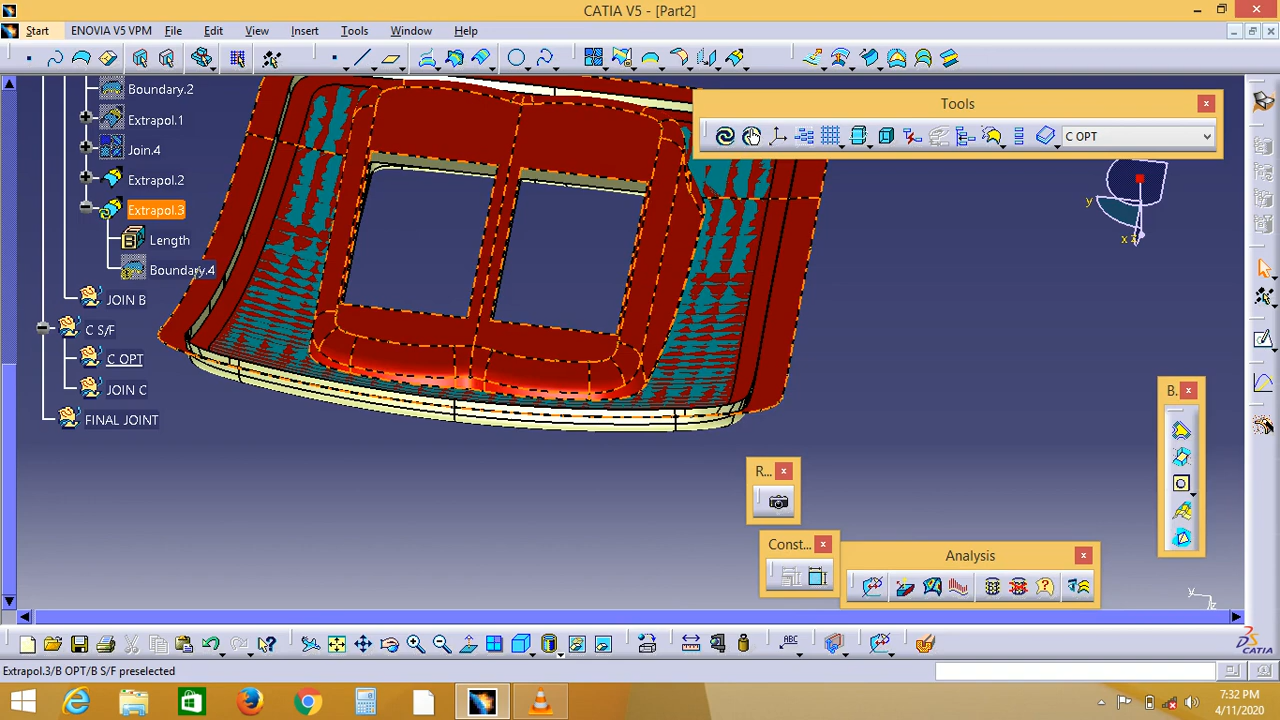 CATIA V5 - [Part2]
Start ENOVIA V5 VPM File Edit View Insert Tools Window Help
Tools
C OPT
Boundary.2
Extrapol.1
Join.4
Extrapol.2
Extrapol.3
Length
Boundary.4
JOIN B
C S/F
C OPT
JOIN C
FINAL JOINT
y
x z
B.
R...
Const...
Analysis
y
z
ABC
CATIA
Extrapol.3/B OPT/B S/F preselected
7:32 PM
4/11/2020